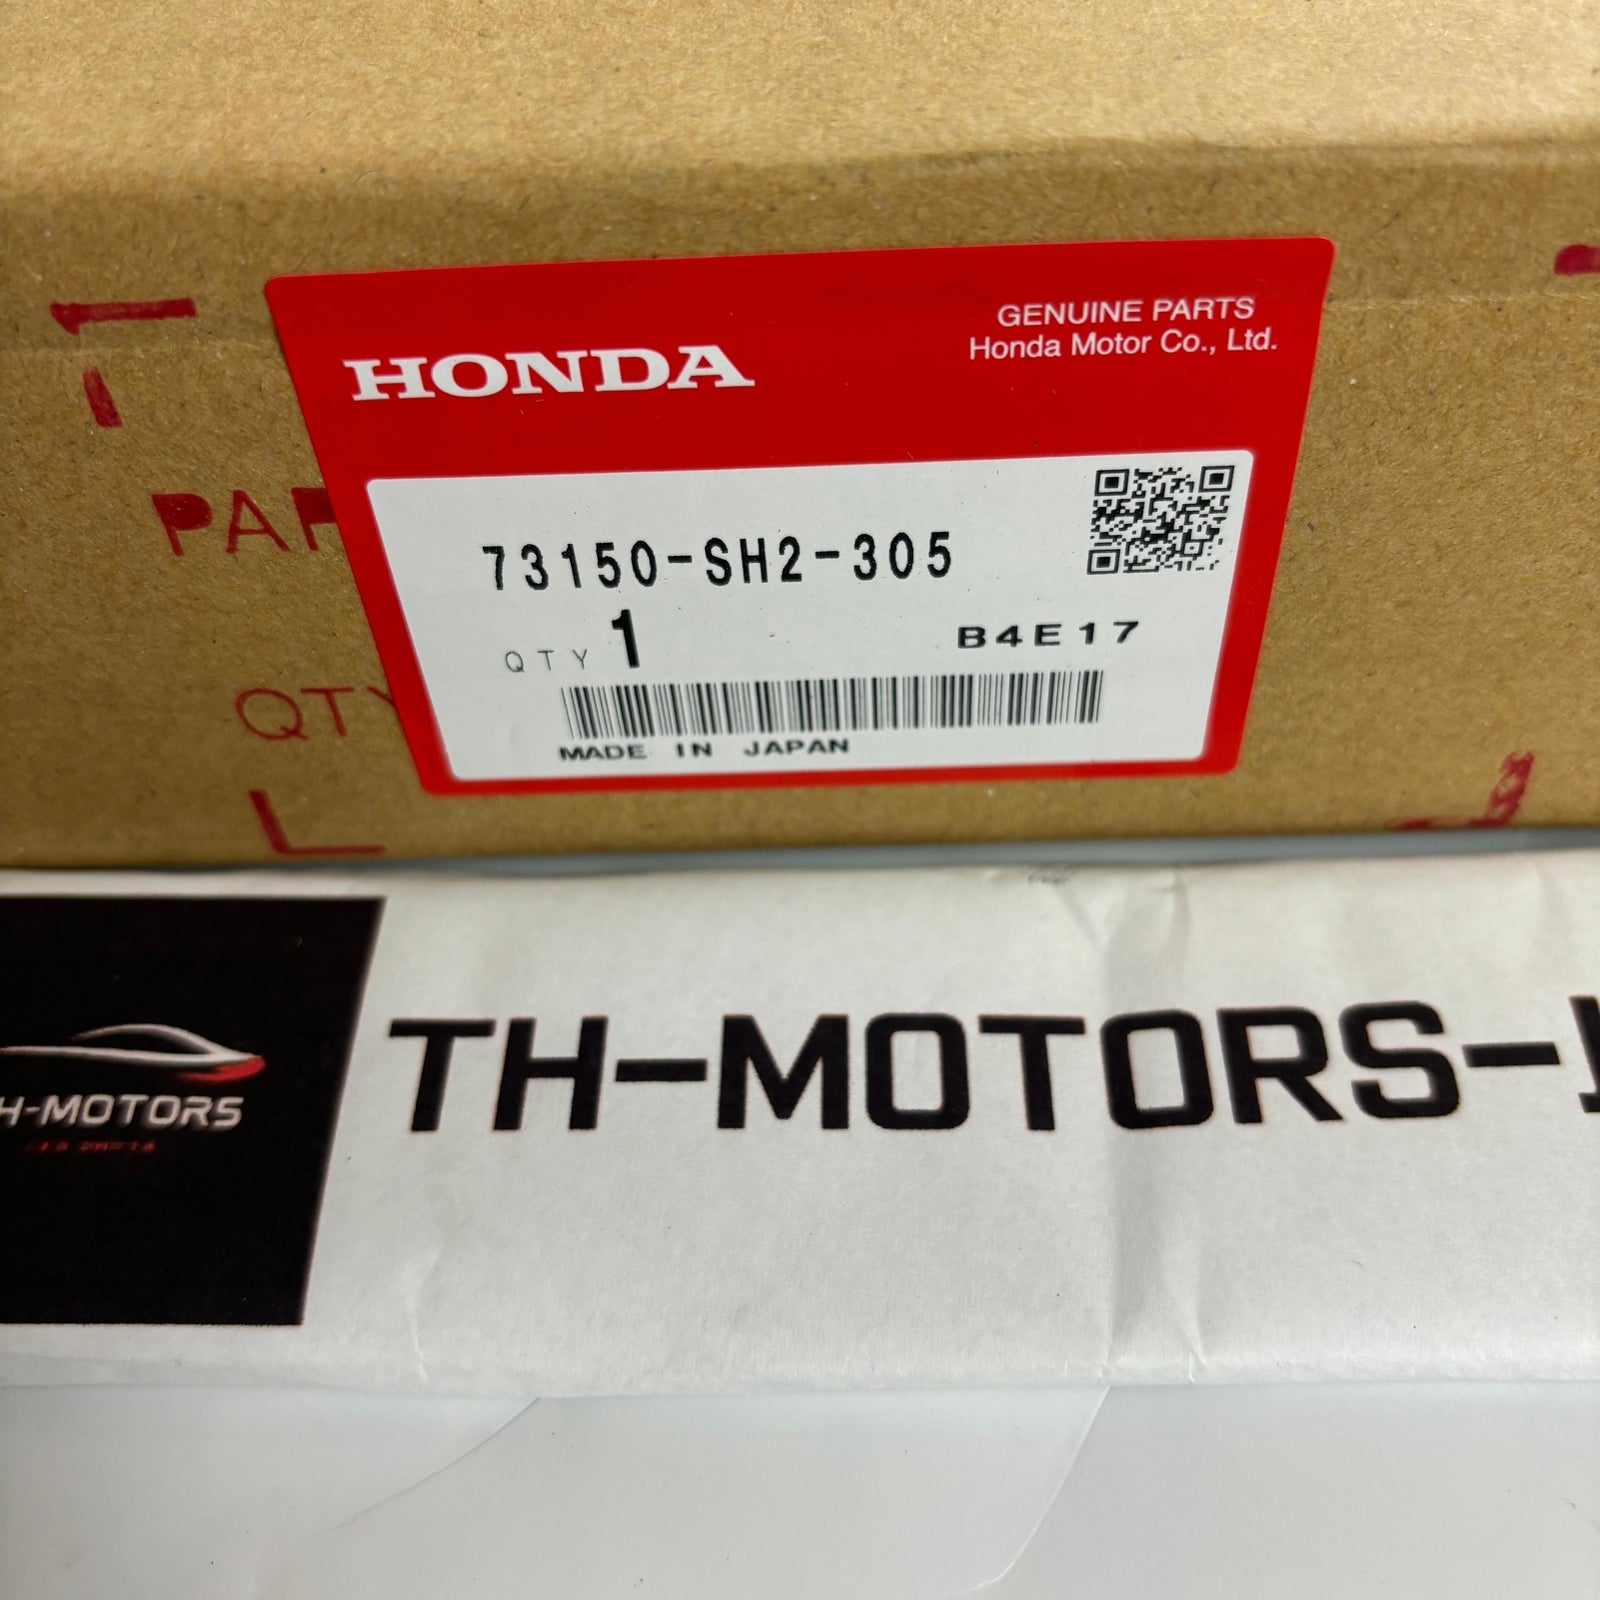 HONDA
GENUINE PARTS
Honda Motor Co., Ltd.
PAR
73150-SH2-305
QTY 1
B4E17
QTY
MADE IN JAPAN
TH-MOTORS-
H-MOTORS